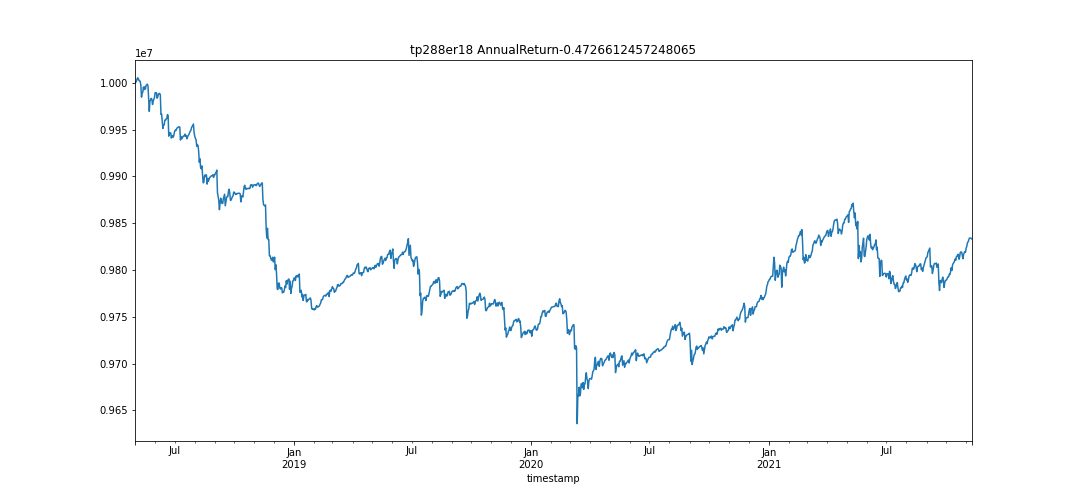 tp288er18 AnnualReturn-0.4726612457248065
1e7
1.000
0.995
0.990
0.985
0.980
0.975
0.970
0.965
Jul
Jan
2019
Jul
Jan
2020
Jul
Jan
2021
Jul
timestamp